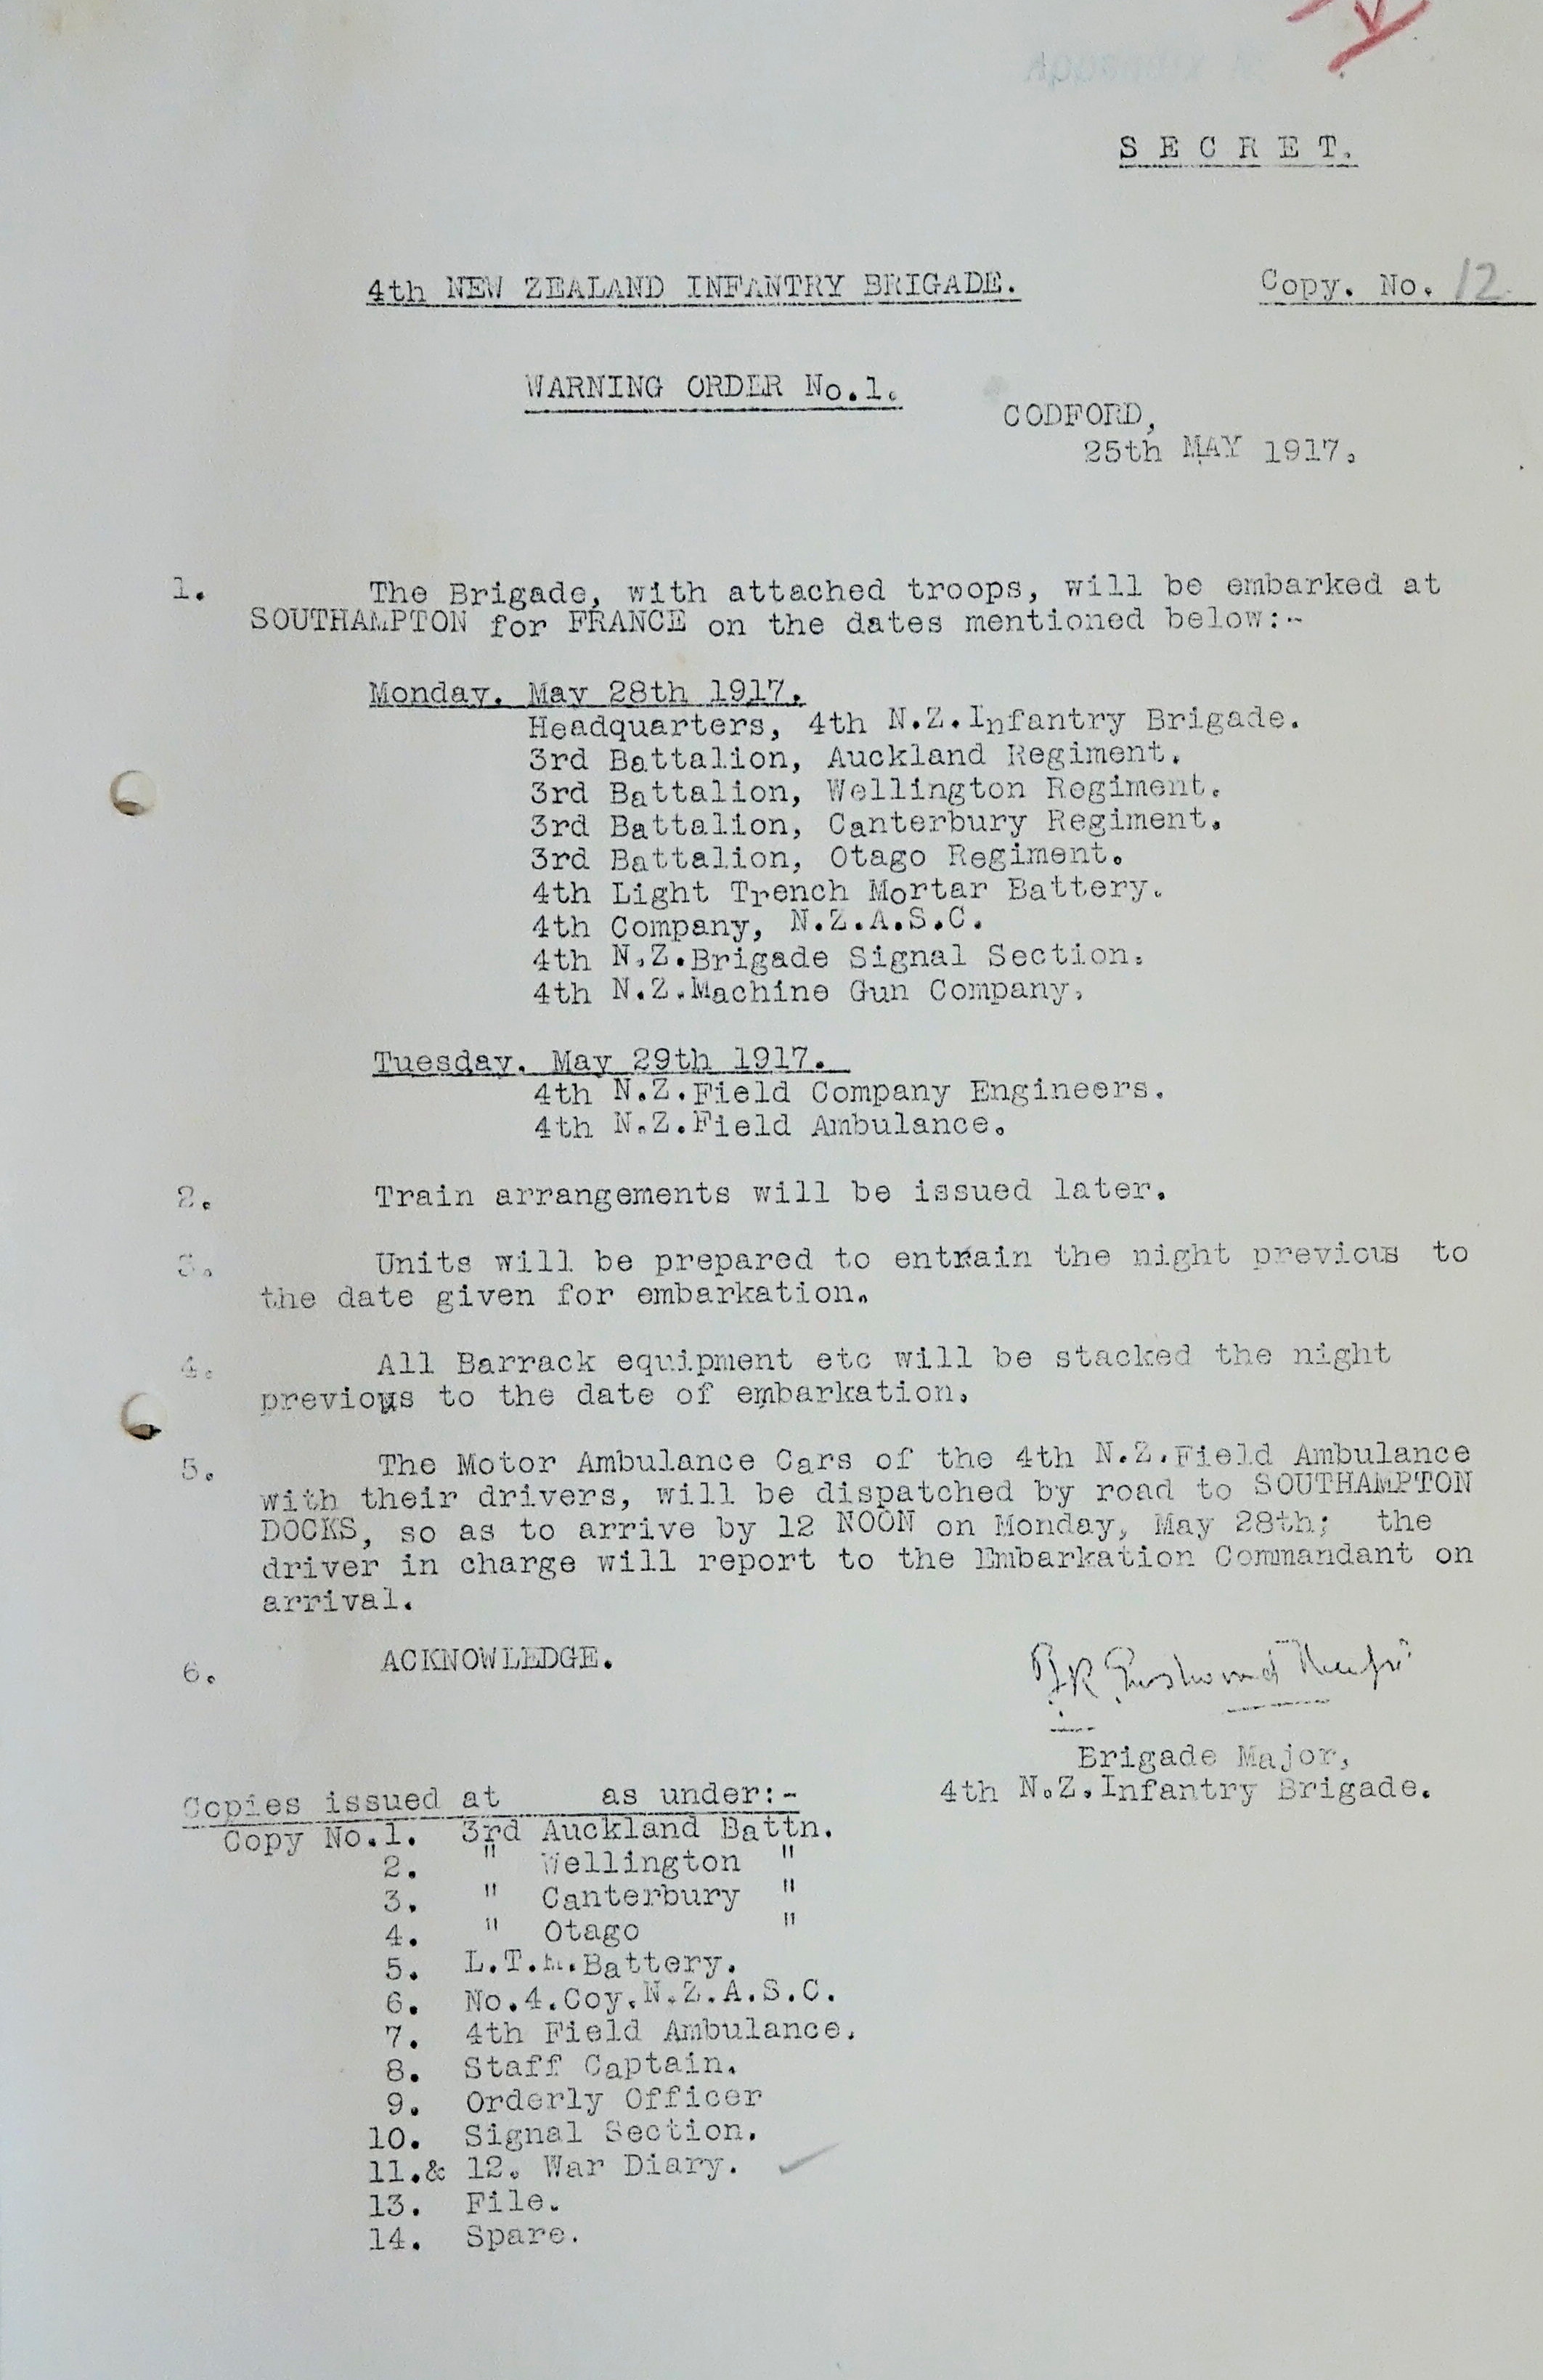 S E C R E T.
4th NEW ZEALAND INFANTRY BRIGADE.
Copy. No. 12
WARNING ORDER No.1.
CODFORD,
25th MAY 1917.
1. The Brigade, with attached troops, will be embarked at
SOUTHAMPTON for FRANCE on the dates mentioned below:-
Monday. May 28th 1917.
Headquarters, 4th N.Z.Infantry Brigade.
3rd Battalion, Auckland Regiment.
3rd Battalion, Wellington Regiment.
3rd Battalion, Canterbury Regiment.
3rd Battalion, Otago Regiment.
4th Light Trench Mortar Battery.
4th Company, N.Z.A.S.C.
4th N.Z.Brigade Signal Section.
4th N.Z.Machine Gun Company.
Tuesday. May 29th 1917.
4th N.Z.Field Company Engineers.
4th N.Z.Field Ambulance.
2. Train arrangements will be issued later.
3. Units will be prepared to entrain the night previous to
the date given for embarkation.
4. All Barrack equipment etc will be stacked the night
previous to the date of embarkation.
5. The Motor Ambulance Cars of the 4th N.Z.Field Ambulance
with their drivers, will be dispatched by road to SOUTHAMPTON
DOCKS, so as to arrive by 12 NOON on Monday, May 28th; the
driver in charge will report to the Embarkation Commandant on
arrival.
6. ACKNOWLEDGE.
Brigade Major,
4th N.Z.Infantry Brigade.
Copies issued at as under:-
Copy No.1. 3rd Auckland Battn.
2. " Wellington "
3. " Canterbury "
4. " Otago "
5. L.T.M.Battery.
6. No.4.Coy.N.Z.A.S.C.
7. 4th Field Ambulance.
8. Staff Captain.
9. Orderly Officer
10. Signal Section.
11.& 12. War Diary.
13. File.
14. Spare.